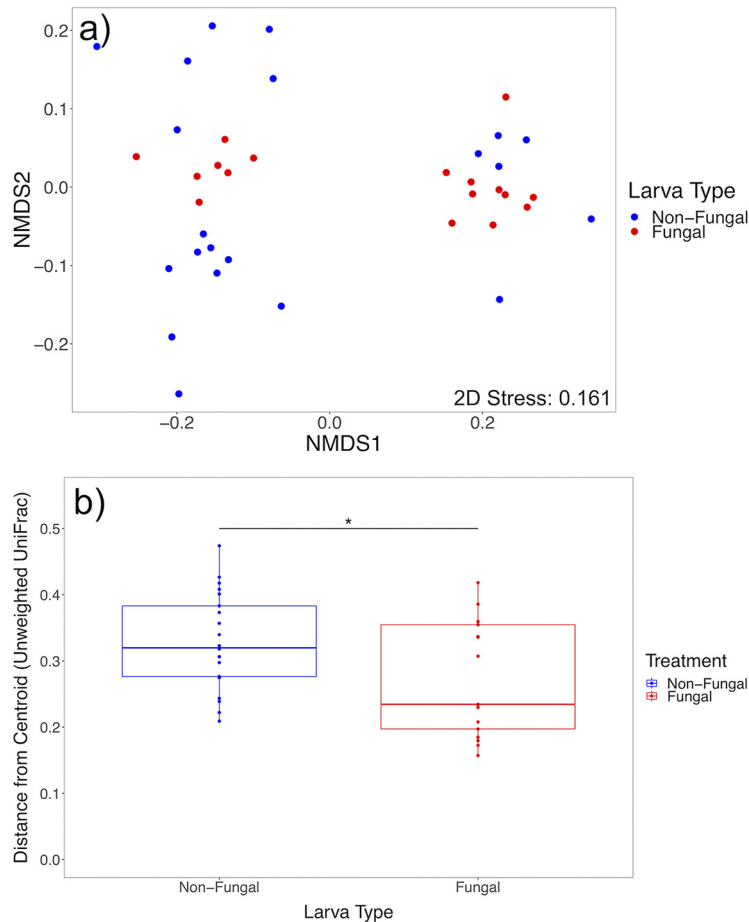 a)
0.2
0.1
0.0
−0.1
−0.2
NMDS2
−0.2
0.0
0.2
NMDS1
2D Stress: 0.161
Larva Type
Non−Fungal
Fungal
b)
*
0.5
0.4
0.3
0.2
0.1
0.0
Distance from Centroid (Unweighted UniFrac)
Non−Fungal
Fungal
Larva Type
Treatment
Non−Fungal
Fungal